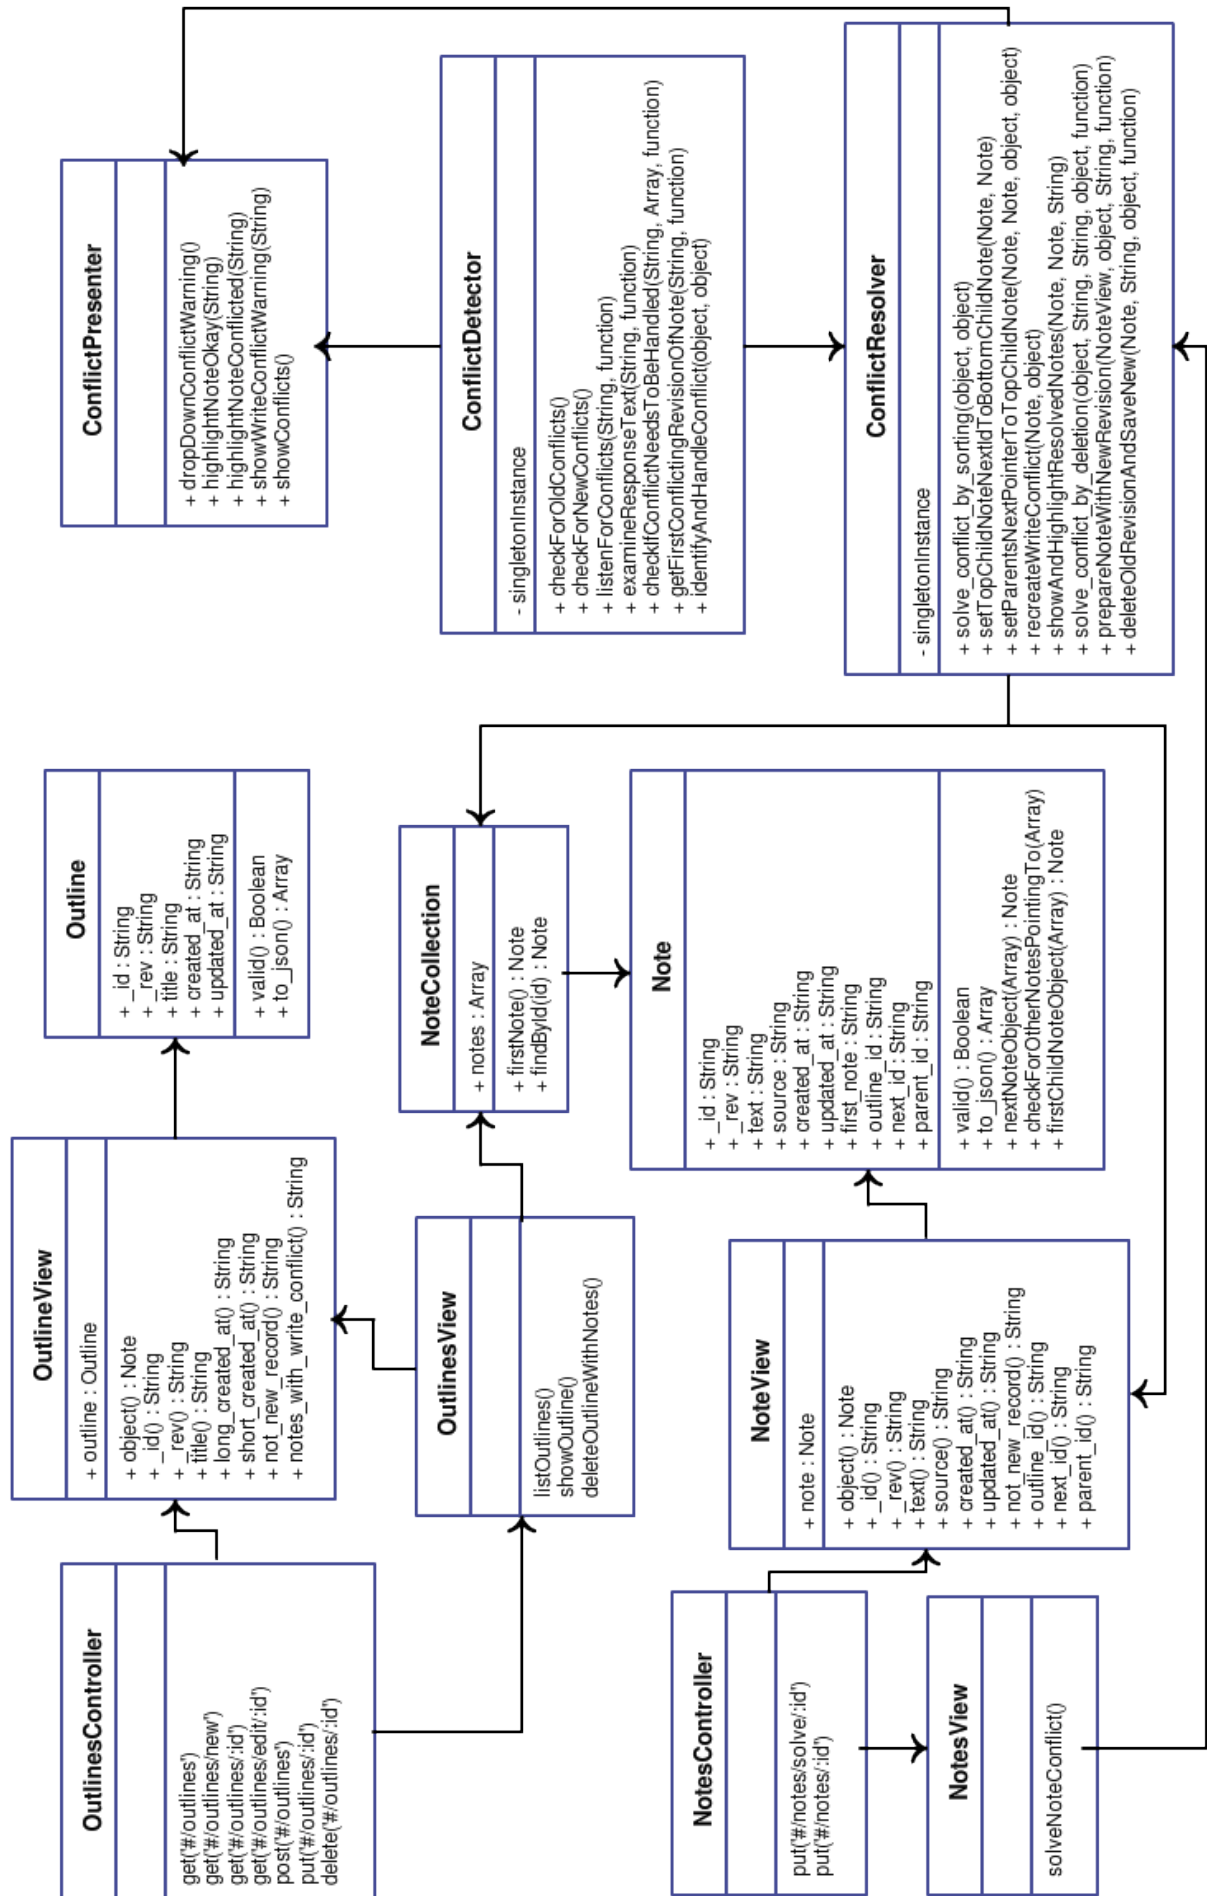 OutlinesController
get('#/outlines')
get('#/outlines/new')
get('#/outlines/:id')
get('#/outlines/edit/:id')
post('#/outlines')
put('#/outlines/:id')
delete('#/outlines/:id')
OutlineView
+ outline : Outline
+ object() : Note
+ _id() : String
+ _rev() : String
+ title() : String
+ long_created_at() : String
+ short_created_at() : String
+ not_new_record() : String
+ notes_with_write_conflict() : String
Outline
+ _id : String
+ _rev : String
+ title : String
+ created_at : String
+ updated_at : String
+ valid() : Boolean
+ to_json() : Array
ConflictPresenter
+ dropDownConflictWarning()
+ highlightNoteOkay(String)
+ highlightNoteConflicted(String)
+ showWriteConflictWarning(String)
+ showConflicts()
OutlinesView
listOutlines()
showOutline()
deleteOutlineWithNotes()
NoteCollection
+ notes : Array
+ firstNote() : Note
+ findById(id) : Note
ConflictDetector
- singletonInstance
+ checkForOldConflicts()
+ checkForNewConflicts()
+ listenForConflicts(String, function)
+ examineResponseText(String, function)
+ checkIfConflictNeedsToBeHandled(String, Array, function)
+ getFirstConflictingRevisionOfNote(String, function)
+ identifyAndHandleConflict(object, object)
NotesController
put('#/notes/solve/:id')
put('#/notes/:id')
NoteView
+ note : Note
+ object() : Note
+ _id() : String
+ _rev() : String
+ text() : String
+ source() : String
+ created_at() : String
+ updated_at() : String
+ not_new_record() : String
+ outline_id() : String
+ next_id() : String
+ parent_id() : String
Note
+ _id : String
+ _rev : String
+ text : String
+ source : String
+ created_at : String
+ updated_at : String
+ first_note : String
+ outline_id : String
+ next_id : String
+ parent_id : String
+ valid() : Boolean
+ to_json() : Array
+ nextNoteObject(Array) : Note
+ checkForOtherNotesPointingTo(Array)
+ firstChildNoteObject(Array) : Note
ConflictResolver
- singletonInstance
+ solve_conflict_by_sorting(object, object)
+ setTopChildNoteNextIdToBottomChildNote(Note, Note)
+ setParentsNextPointerToTopChildNote(Note, Note, object, object)
+ recreateWriteConflict(Note, object)
+ showAndHighlightResolvedNotes(Note, Note, String)
+ solve_conflict_by_deletion(object, String, String, object, function)
+ prepareNoteWithNewRevision(NoteView, object, String, function)
+ deleteOldRevisionAndSaveNew(Note, String, object, function)
NotesView
solveNoteConflict()